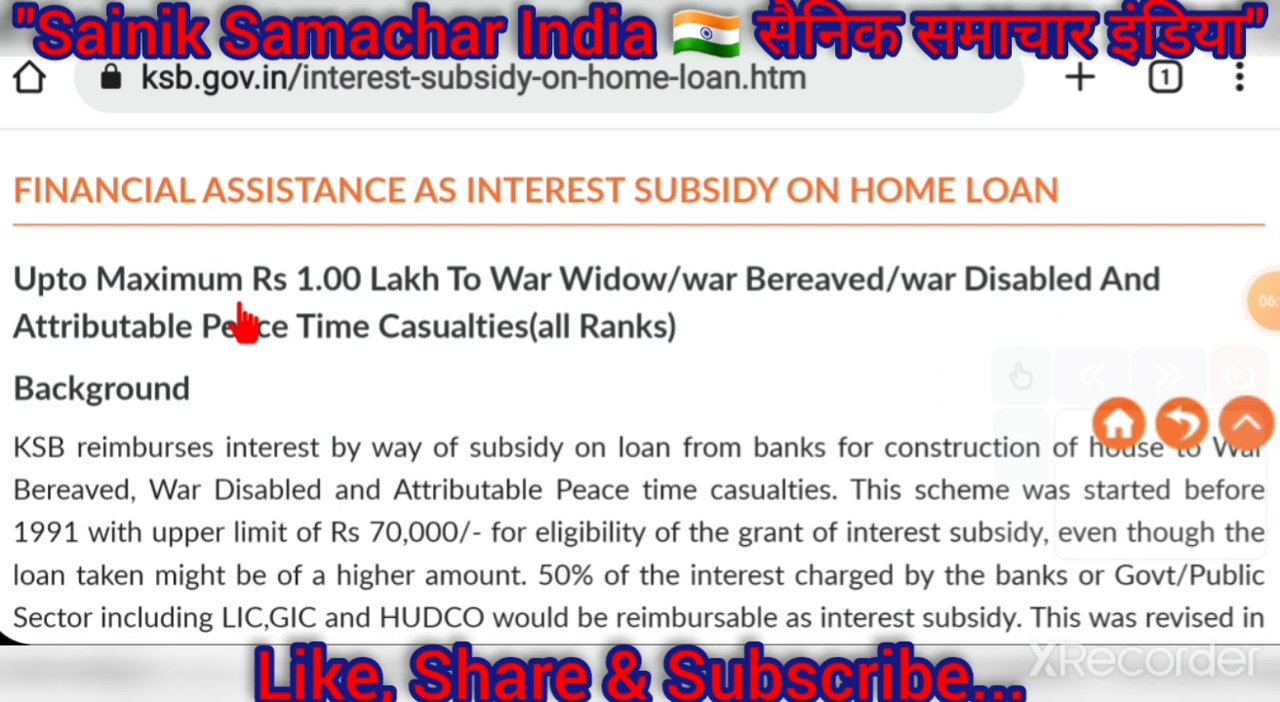 "Sainik Samachar India 🇮🇳 सैनिक समाचार इंडिया"
ksb.gov.in/interest-subsidy-on-home-loan.htm
1
FINANCIAL ASSISTANCE AS INTEREST SUBSIDY ON HOME LOAN
Upto Maximum Rs 1.00 Lakh To War Widow/war Bereaved/war Disabled And
Attributable Peace Time Casualties(all Ranks)
06:
Background
KSB reimburses interest by way of subsidy on loan from banks for construction of house to War
Bereaved, War Disabled and Attributable Peace time casualties. This scheme was started before
1991 with upper limit of Rs 70,000/- for eligibility of the grant of interest subsidy, even though the
loan taken might be of a higher amount. 50% of the interest charged by the banks or Govt/Public
Sector including LIC,GIC and HUDCO would be reimbursable as interest subsidy. This was revised in
XRecorder
Like, Share & Subscribe...